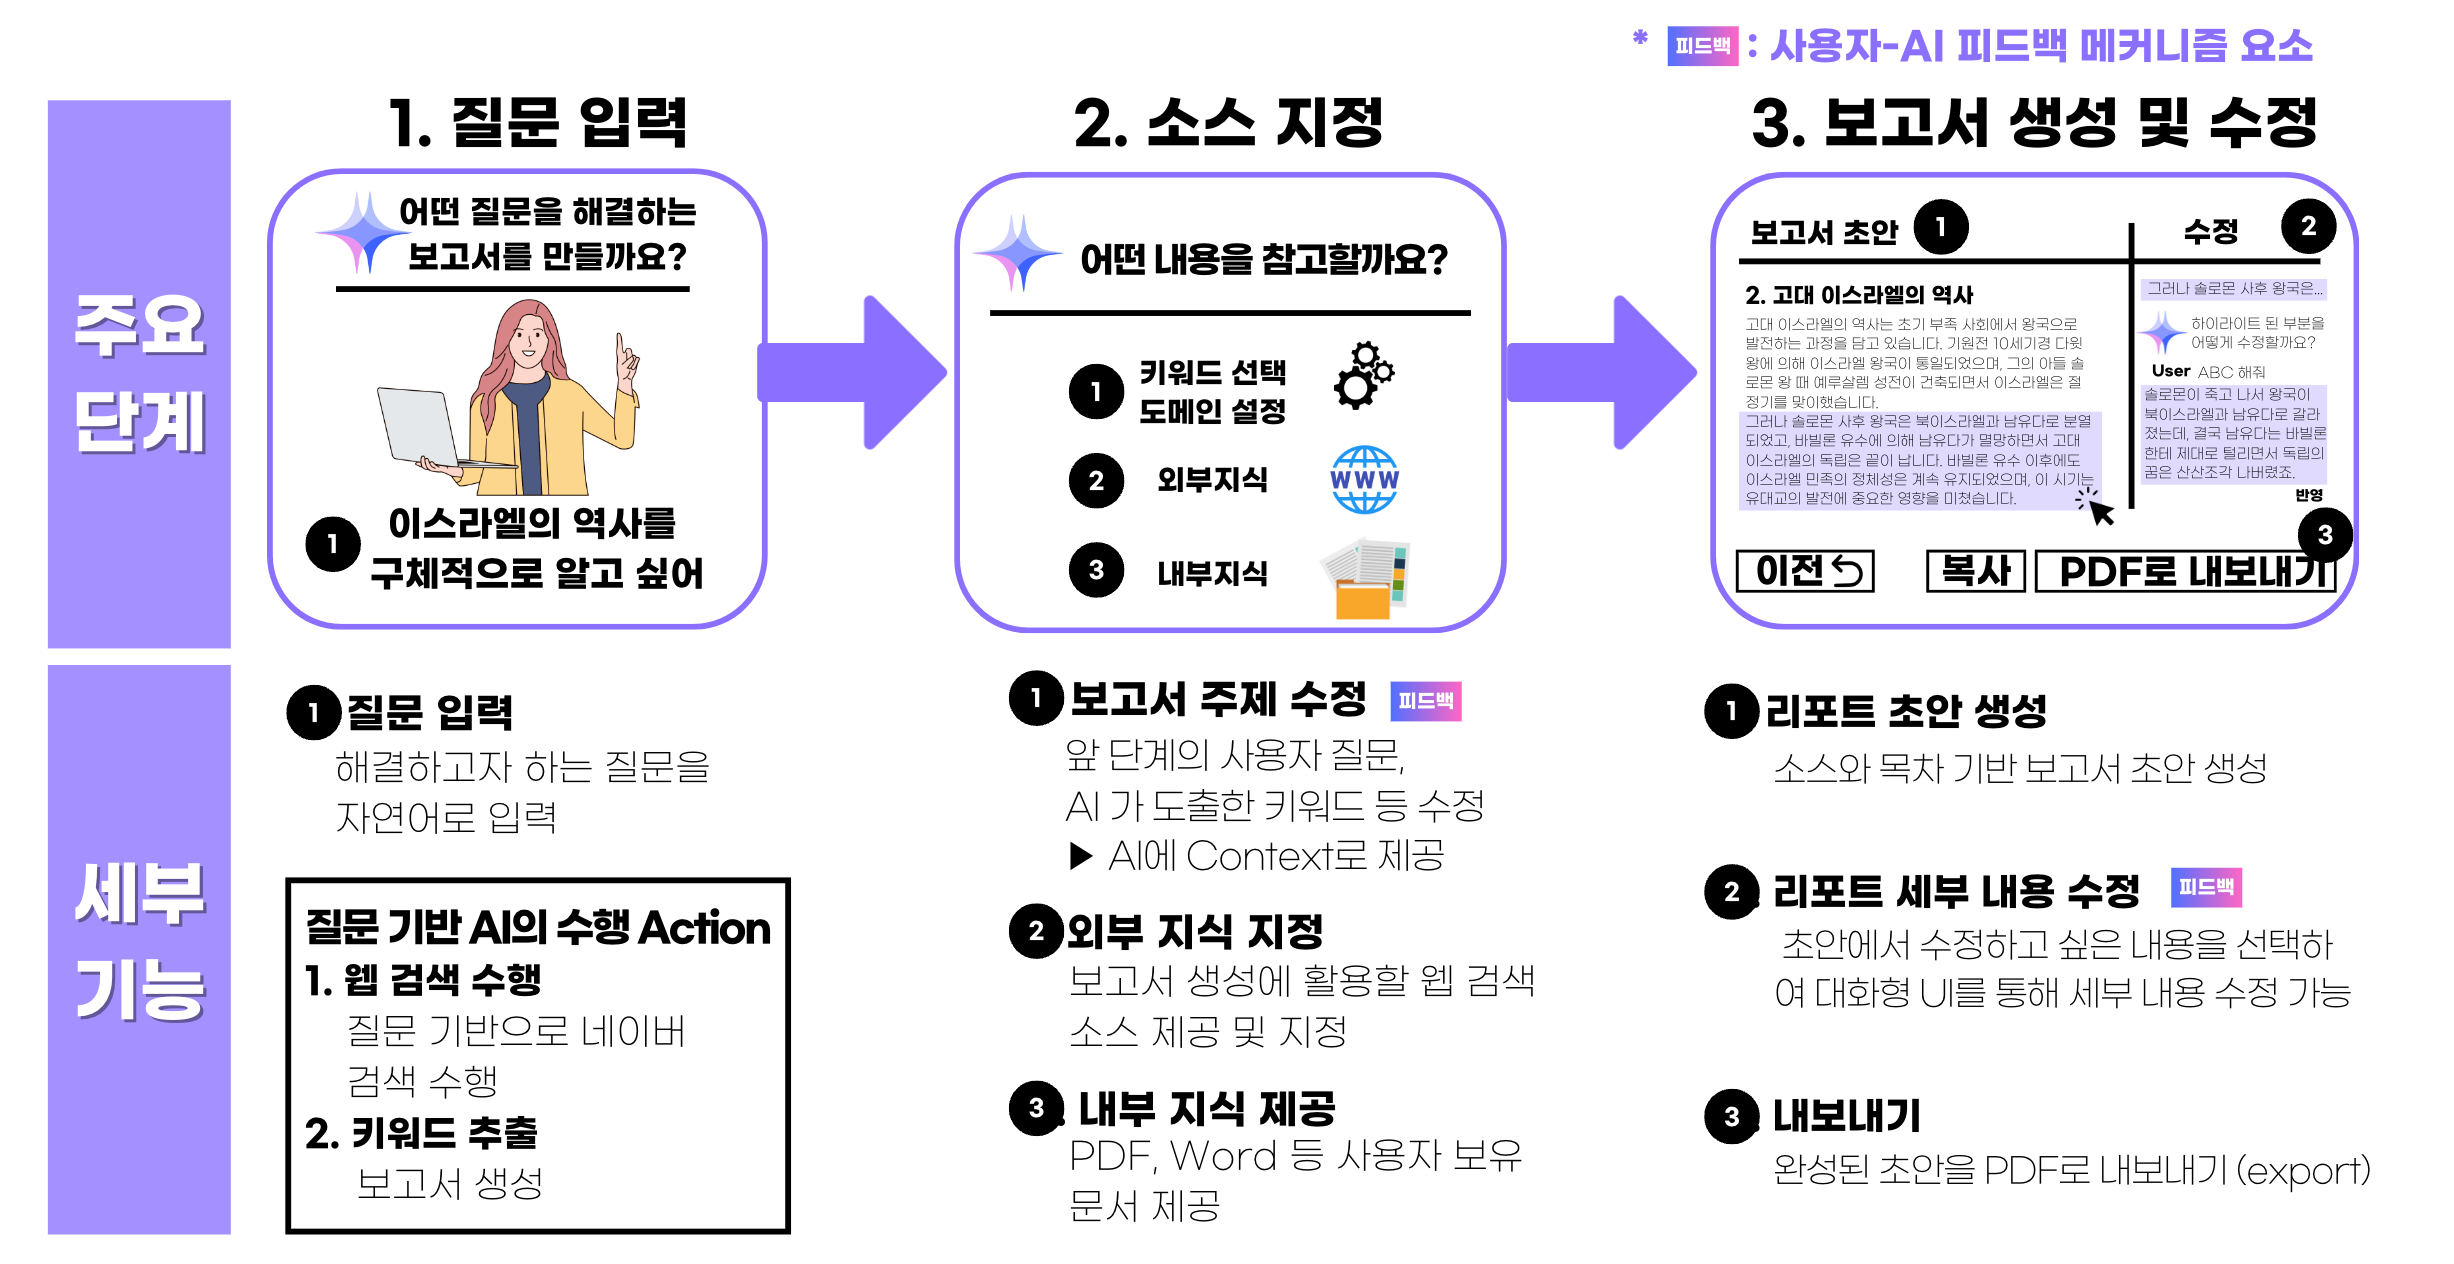 * 피드백 : 사용자-AI 피드백 메커니즘 요소
주요
단계
1. 질문 입력
어떤 질문을 해결하는
보고서를 만들까요?
1
이스라엘의 역사를
구체적으로 알고 싶어
2. 소스 지정
어떤 내용을 참고할까요?
1 키워드 선택
도메인 설정
2 외부지식
WWW
3 내부지식
3. 보고서 생성 및 수정
보고서 초안 1
2. 고대 이스라엘의 역사
고대 이스라엘의 역사는 초기 부족 사회에서 왕국으로
발전하는 과정을 담고 있습니다. 기원전 10세기경 다윗
왕에 의해 이스라엘 왕국이 통일되었으며, 그의 아들 솔
로몬 왕 때 예루살렘 성전이 건축되면서 이스라엘은 절
정기를 맞이했습니다.
그러나 솔로몬 사후 왕국은 북이스라엘과 남유다로 분열
되었고, 바빌론 유수에 의해 남유다가 멸망하면서 고대
이스라엘의 독립은 끝이 납니다. 바빌론 유수 이후에도
이스라엘 민족의 정체성은 계속 유지되었으며, 이 시기는
유대교의 발전에 중요한 영향을 미쳤습니다.
수정 2
그러나 솔로몬 사후 왕국은...
하이라이트 된 부분을
어떻게 수정할까요?
User ABC 해줘
솔로몬이 죽고 나서 왕국이
북이스라엘과 남유다로 갈라
졌는데, 결국 남유다는 바빌론
한테 제대로 털리면서 독립의
꿈은 산산조각 나버렸죠.
반영
3
이전
복사
PDF로 내보내기
세부
기능
1 질문 입력
해결하고자 하는 질문을
자연어로 입력
질문 기반 AI의 수행 Action
1. 웹 검색 수행
질문 기반으로 네이버
검색 수행
2. 키워드 추출
보고서 생성
1 보고서 주제 수정 피드백
앞 단계의 사용자 질문,
AI 가 도출한 키워드 등 수정
▶ AI에 Context로 제공
2 외부 지식 지정
보고서 생성에 활용할 웹 검색
소스 제공 및 지정
3 내부 지식 제공
PDF, Word 등 사용자 보유
문서 제공
1 리포트 초안 생성
소스와 목차 기반 보고서 초안 생성
2 리포트 세부 내용 수정 피드백
초안에서 수정하고 싶은 내용을 선택하
여 대화형 UI를 통해 세부 내용 수정 가능
3 내보내기
완성된 초안을 PDF로 내보내기 (export)